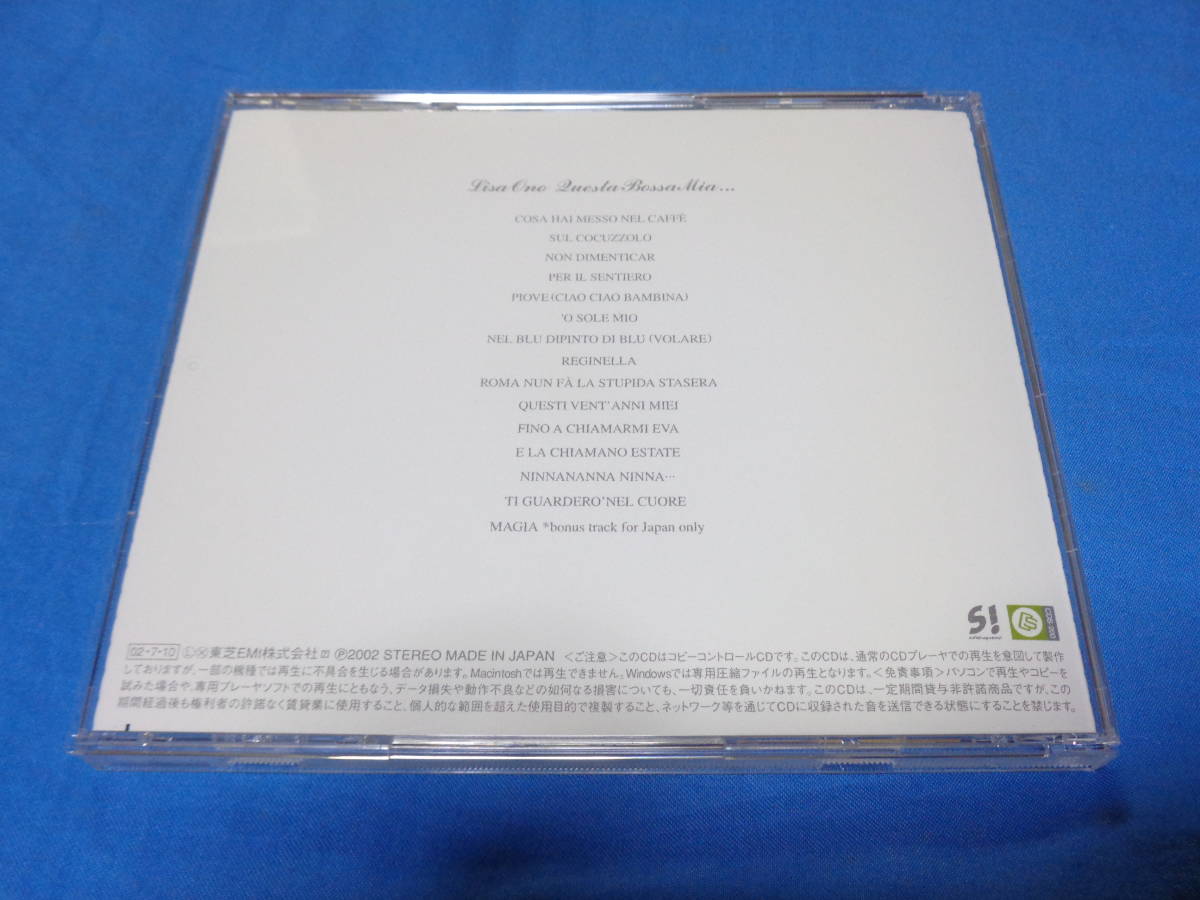 Lisa Ono Questa Bossa Mia...
COSA HAI MESSO NEL CAFFÈ
SUL COCUZZOLO
NON DIMENTICAR
PER IL SENTIERO
PIOVE(CIAO CIAO BAMBINA)
'O SOLE MIO
NEL BLU DIPINTO DI BLU (VOLARE)
REGINELLA
ROMA NUN FÀ LA STUPIDA STASERA
QUESTI VENT'ANNI MIEI
FINO A CHIAMARMI EVA
E LA CHIAMANO ESTATE
NINNANANNA NINNA…
TI GUARDERO'NEL CUORE
MAGIA *bonus track for Japan only
S!
02・7・10 東芝EMI株式会社 Ⓟ2002 STEREO MADE IN JAPAN <ご注意>このCDはコピーコントロールCDです。このCDは、通常のCDプレーヤでの再生を意図して製作
しておりますが、一部の機種では再生に不具合を生じる場合があります。Macintoshでは再生できません。Windowsでは専用圧縮ファイルの再生となります。<免責事項>パソコンで再生やコピーを
試みた場合や、専用プレーヤソフトでの再生にともなう、データ損失や動作不良などの如何なる損害についても、一切責任を負いかねます。このCDは、一定期間貸与非許諾商品ですが、この
期間経過後も権利者の許諾なく賃貸業に使用すること、個人的な範囲を超えた使用目的で複製すること、ネットワーク等を通じてCDに収録された音を送信できる状態にすることを禁じます。